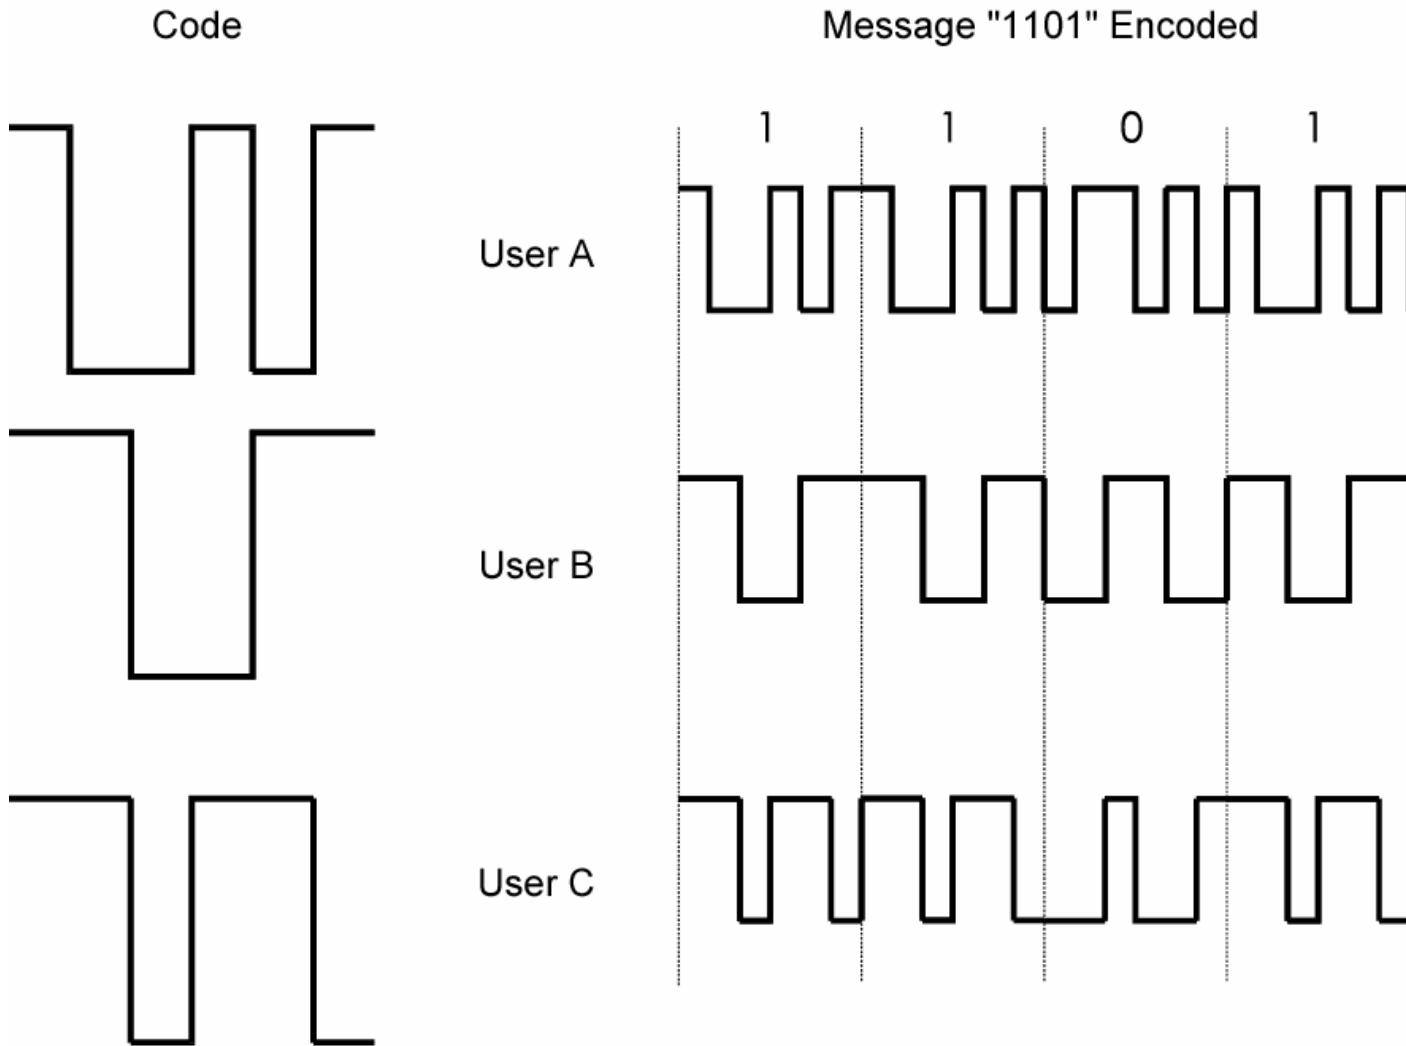 Code
Message "1101" Encoded
1 1 0 1
User A
User B
User C